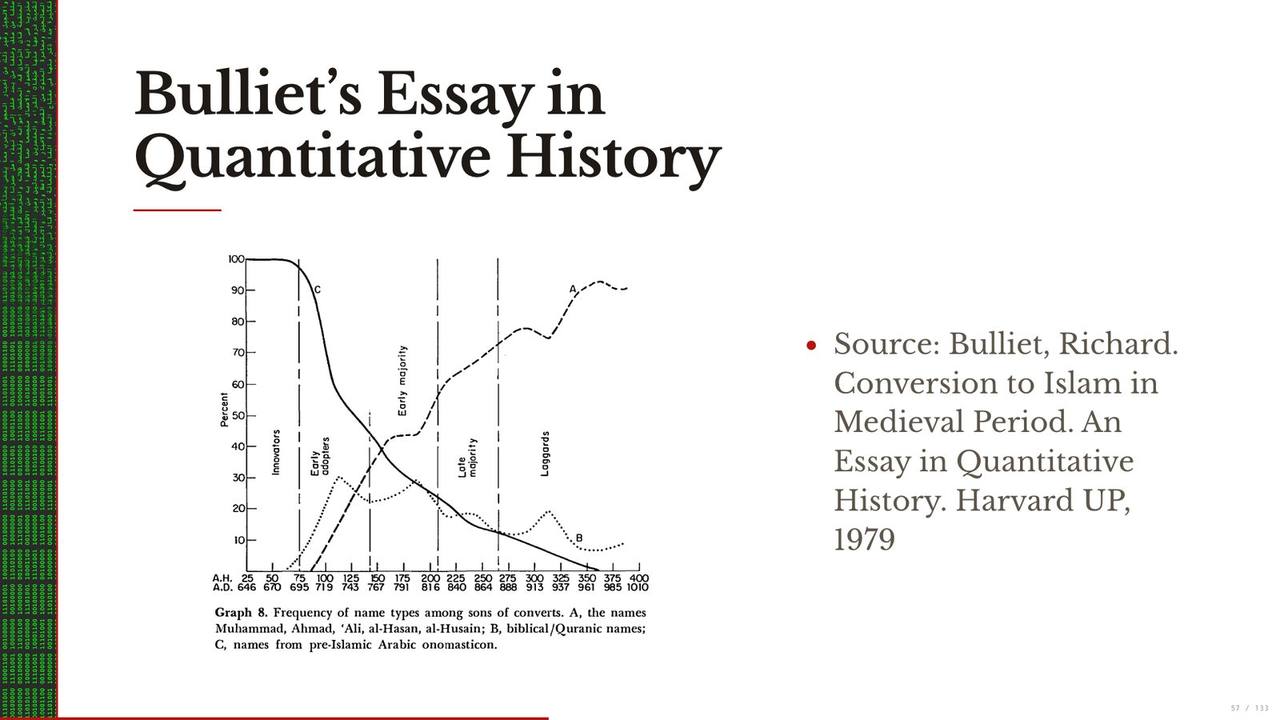 Bulliet’s Essay in
Quantitative History
100
90
80
70
60
50
40
30
20
10
Percent
C
A
B
Innovators
Early
adopters
Early majority
Late
majority
Laggards
A.H. 25 50 75 100 125 150 175 200 225 250 275 300 325 350 375 400
A.D. 646 670 695 719 743 767 791 816 840 864 888 913 937 961 985 1010
Graph 8. Frequency of name types among sons of converts. A, the names
Muhammad, Ahmad, ‘Ali, al-Hasan, al-Husain; B, biblical/Quranic names;
C, names from pre-Islamic Arabic onomasticon.
• Source: Bulliet, Richard.
Conversion to Islam in
Medieval Period. An
Essay in Quantitative
History. Harvard UP,
1979
57 / 133